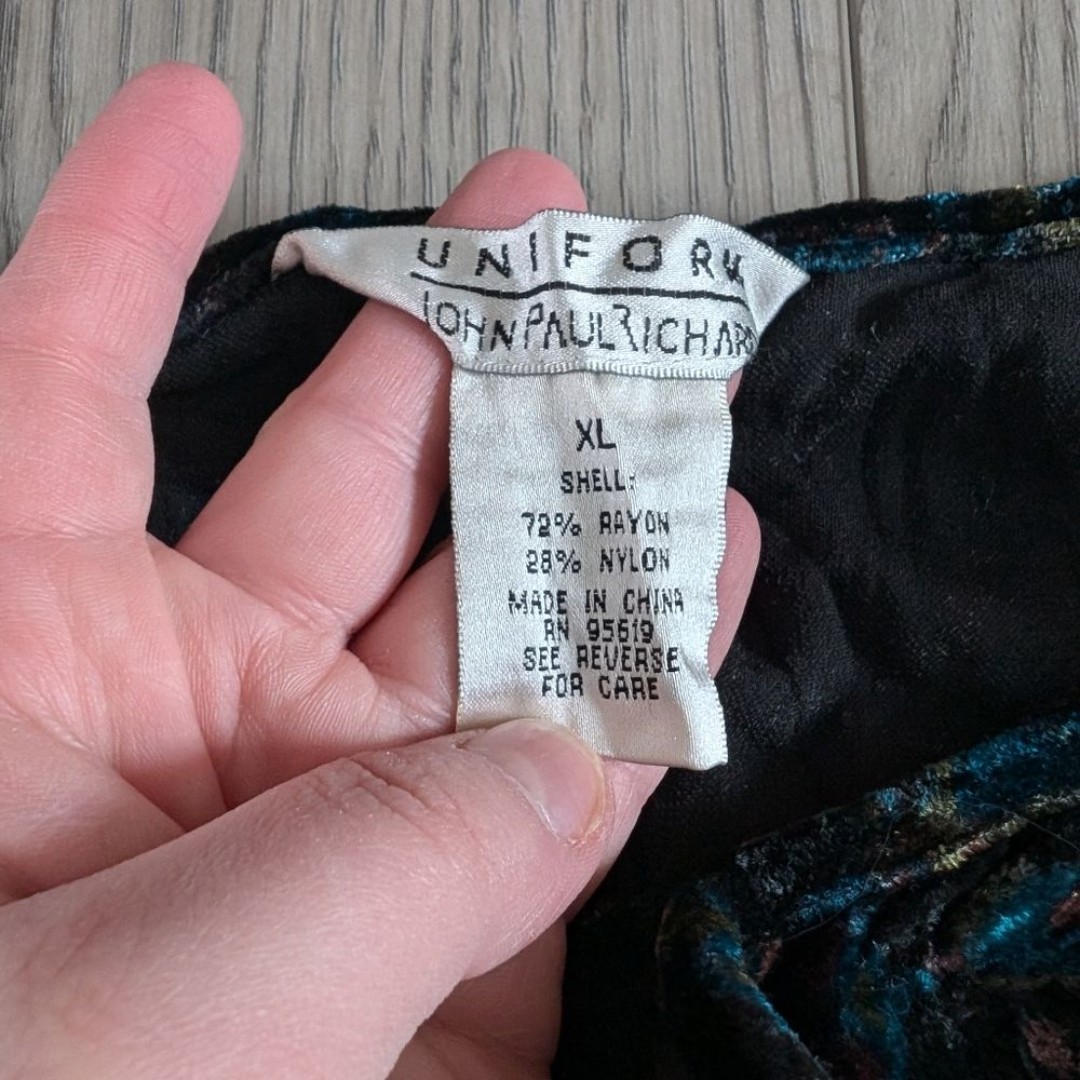 UNIFORM
JOHN PAUL RICHARD
XL
SHELL:
72% RAYON
28% NYLON
MADE IN CHINA
RN 95619
SEE REVERSE
FOR CARE